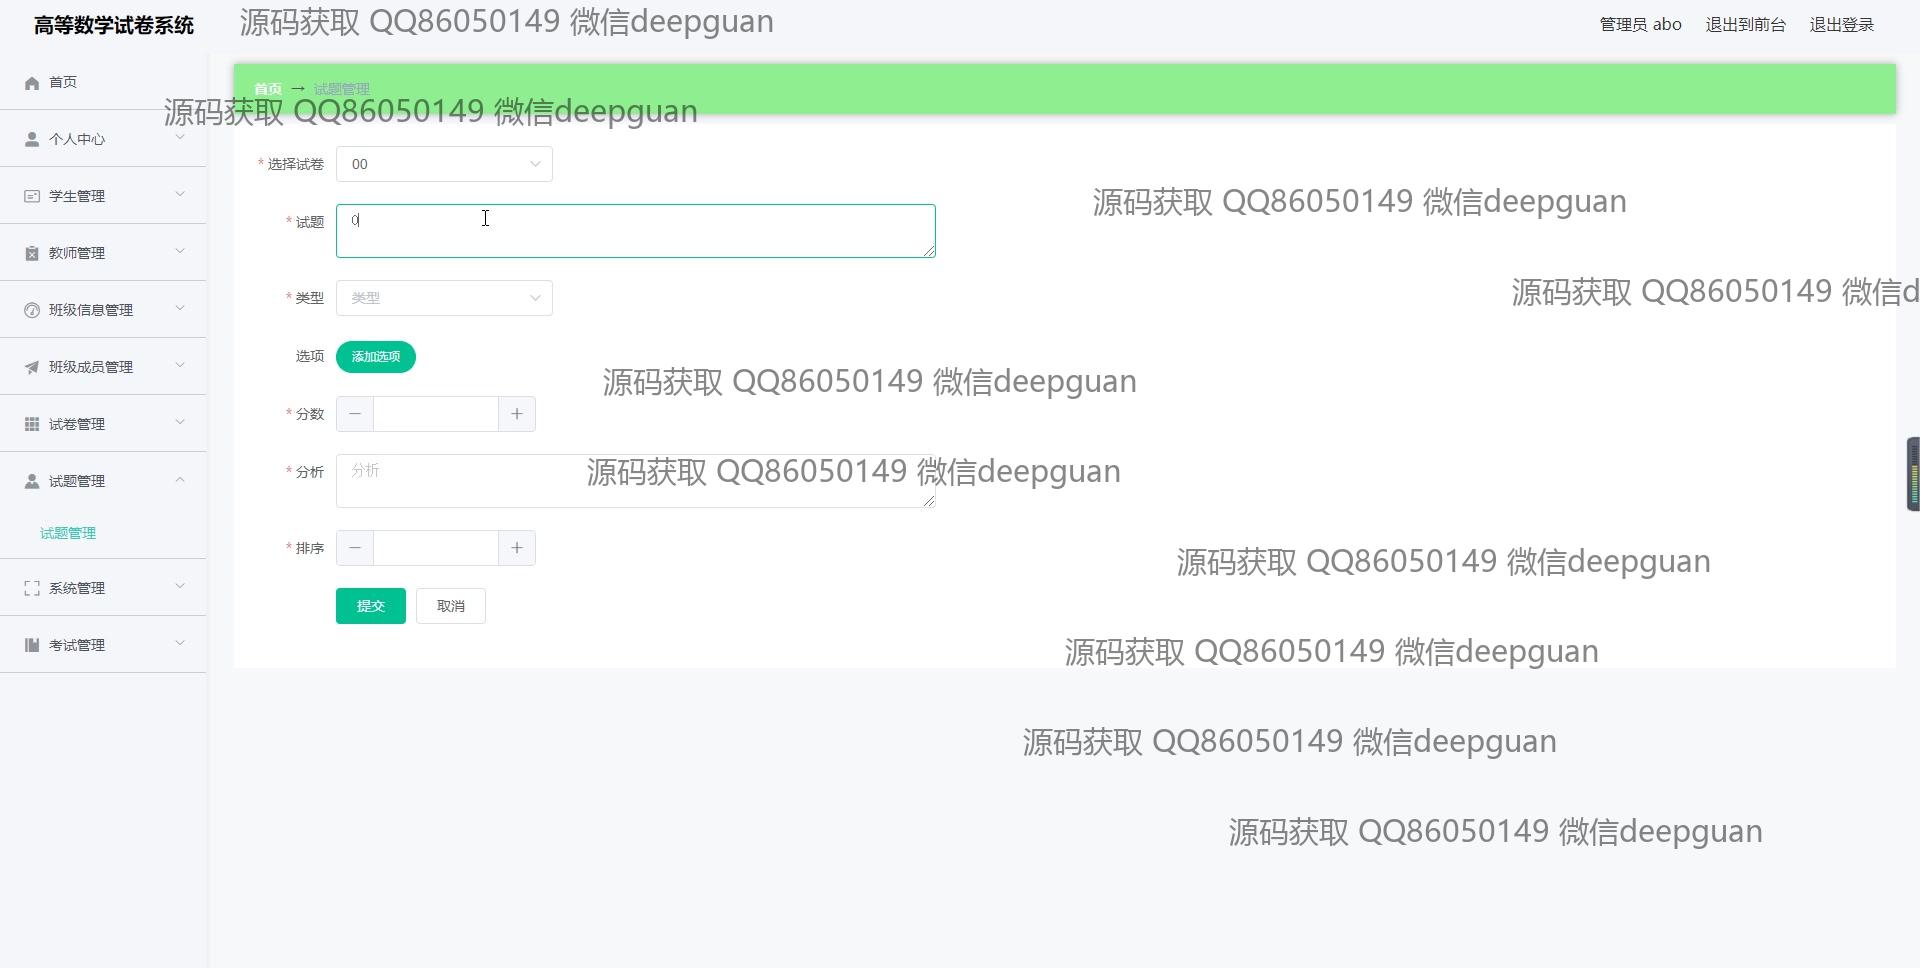 高等数学试卷系统
源码获取 QQ86050149 微信deepguan
管理员 abo 退出到前台 退出登录
首页 → 试题管理
源码获取 QQ86050149 微信deepguan
首页
个人中心
学生管理
教师管理
班级信息管理
班级成员管理
试卷管理
试题管理
试题管理
系统管理
考试管理
* 选择试卷 00
源码获取 QQ86050149 微信deepguan
* 试题 0
源码获取 QQ86050149 微信d
* 类型 类型
选项 添加选项
源码获取 QQ86050149 微信deepguan
* 分数
* 分析 分析
源码获取 QQ86050149 微信deepguan
* 排序
源码获取 QQ86050149 微信deepguan
提交 取消
源码获取 QQ86050149 微信deepguan
源码获取 QQ86050149 微信deepguan
源码获取 QQ86050149 微信deepguan